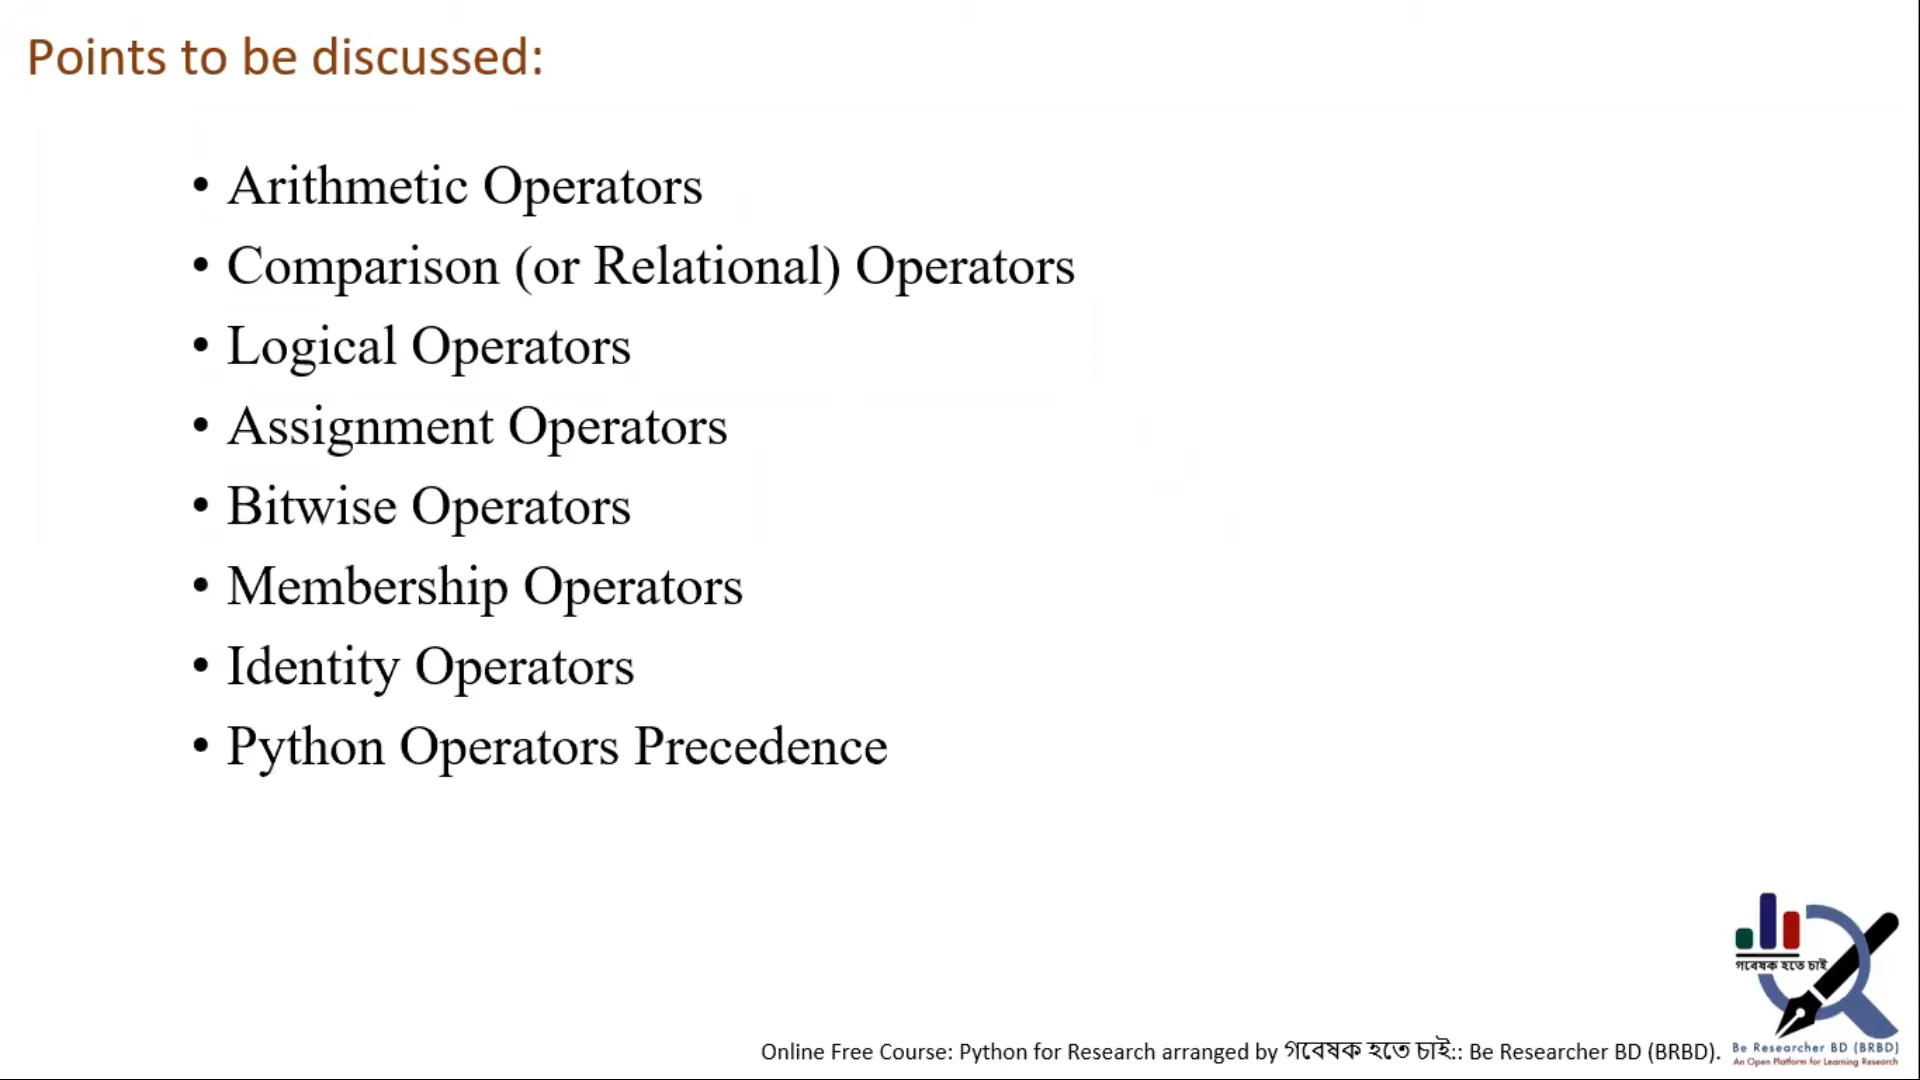 Points to be discussed:
• Arithmetic Operators
• Comparison (or Relational) Operators
• Logical Operators
• Assignment Operators
• Bitwise Operators
• Membership Operators
• Identity Operators
• Python Operators Precedence
গবেষক হতে চাই
Online Free Course: Python for Research arranged by গবেষক হতে চাই:: Be Researcher BD (BRBD).
Be Researcher BD (BRBD)
An Open Platform for Learning Research